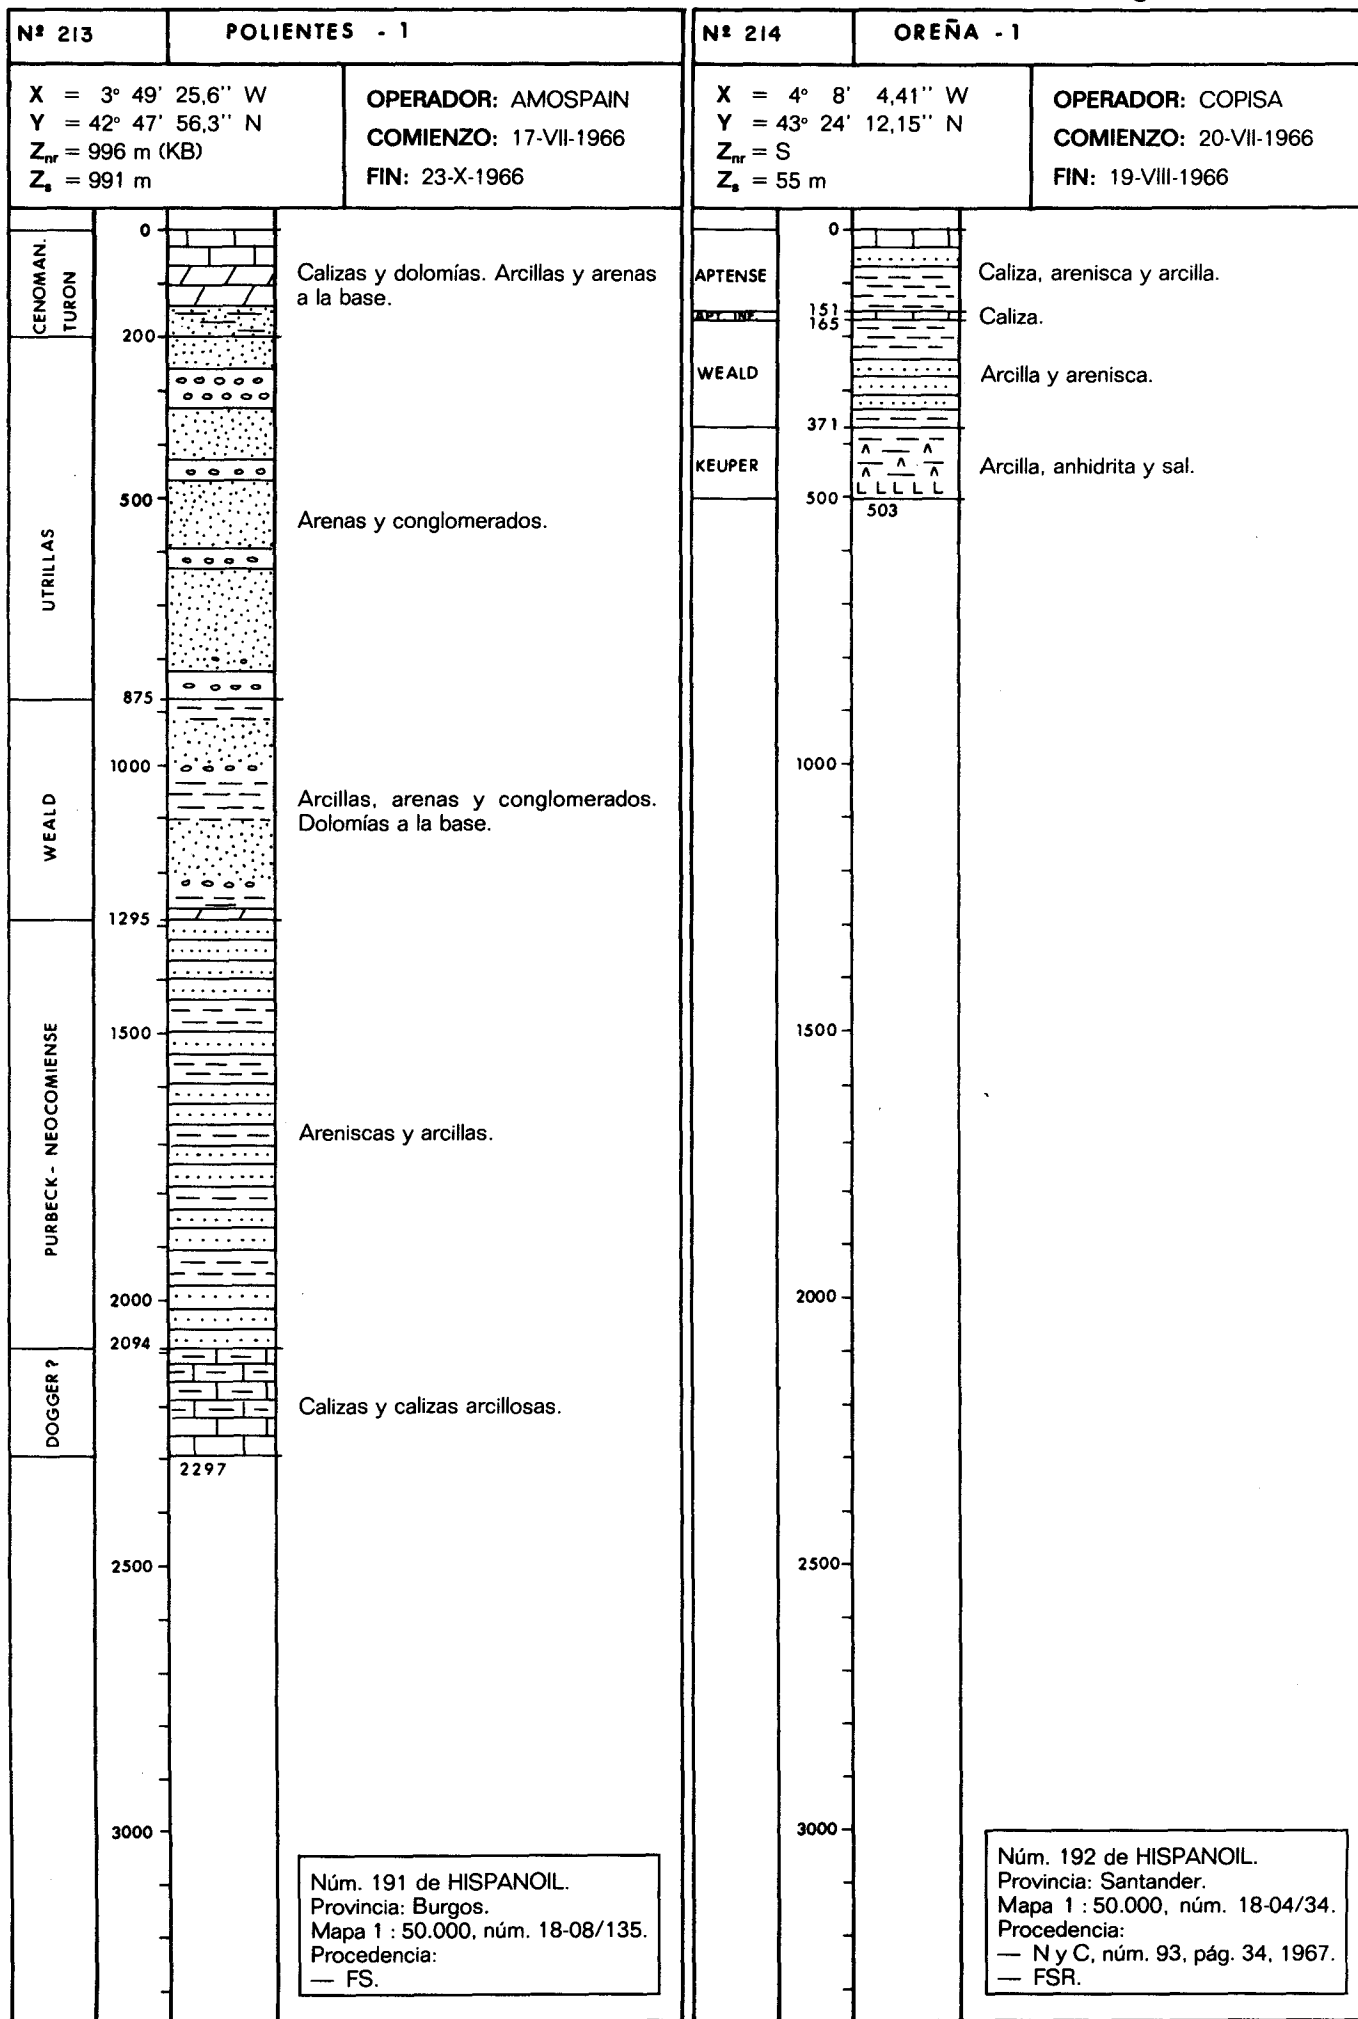 Nº 213
POLIENTES - 1
X = 3° 49' 25,6'' W
Y = 42° 47' 56,3'' N
Znr = 996 m (KB)
Zs = 991 m
OPERADOR: AMOSPAIN
COMIENZO: 17-VII-1966
FIN: 23-X-1966
CENOMAN.
TURON
UTRILLAS
WEALD
PURBECK - NEOCOMIENSE
DOGGER ?
0
200
500
875
1000
1295
1500
2000
2094
2297
2500
3000
Calizas y dolomías. Arcillas y arenas
a la base.
Arenas y conglomerados.
Arcillas, arenas y conglomerados.
Dolomías a la base.
Areniscas y arcillas.
Calizas y calizas arcillosas.
Núm. 191 de HISPANOIL.
Provincia: Burgos.
Mapa 1 : 50.000, núm. 18-08/135.
Procedencia:
— FS.
Nº 214
OREÑA - 1
X = 4° 8' 4,41'' W
Y = 43° 24' 12,15'' N
Znr = S
Zs = 55 m
OPERADOR: COPISA
COMIENZO: 20-VII-1966
FIN: 19-VIII-1966
APTENSE
APT. INF.
WEALD
KEUPER
0
151
165
371
500
503
1000
1500
2000
2500
3000
Caliza, arenisca y arcilla.
Caliza.
Arcilla y arenisca.
Arcilla, anhidrita y sal.
Núm. 192 de HISPANOIL.
Provincia: Santander.
Mapa 1 : 50.000, núm. 18-04/34.
Procedencia:
— N y C, núm. 93, pág. 34, 1967.
— FSR.